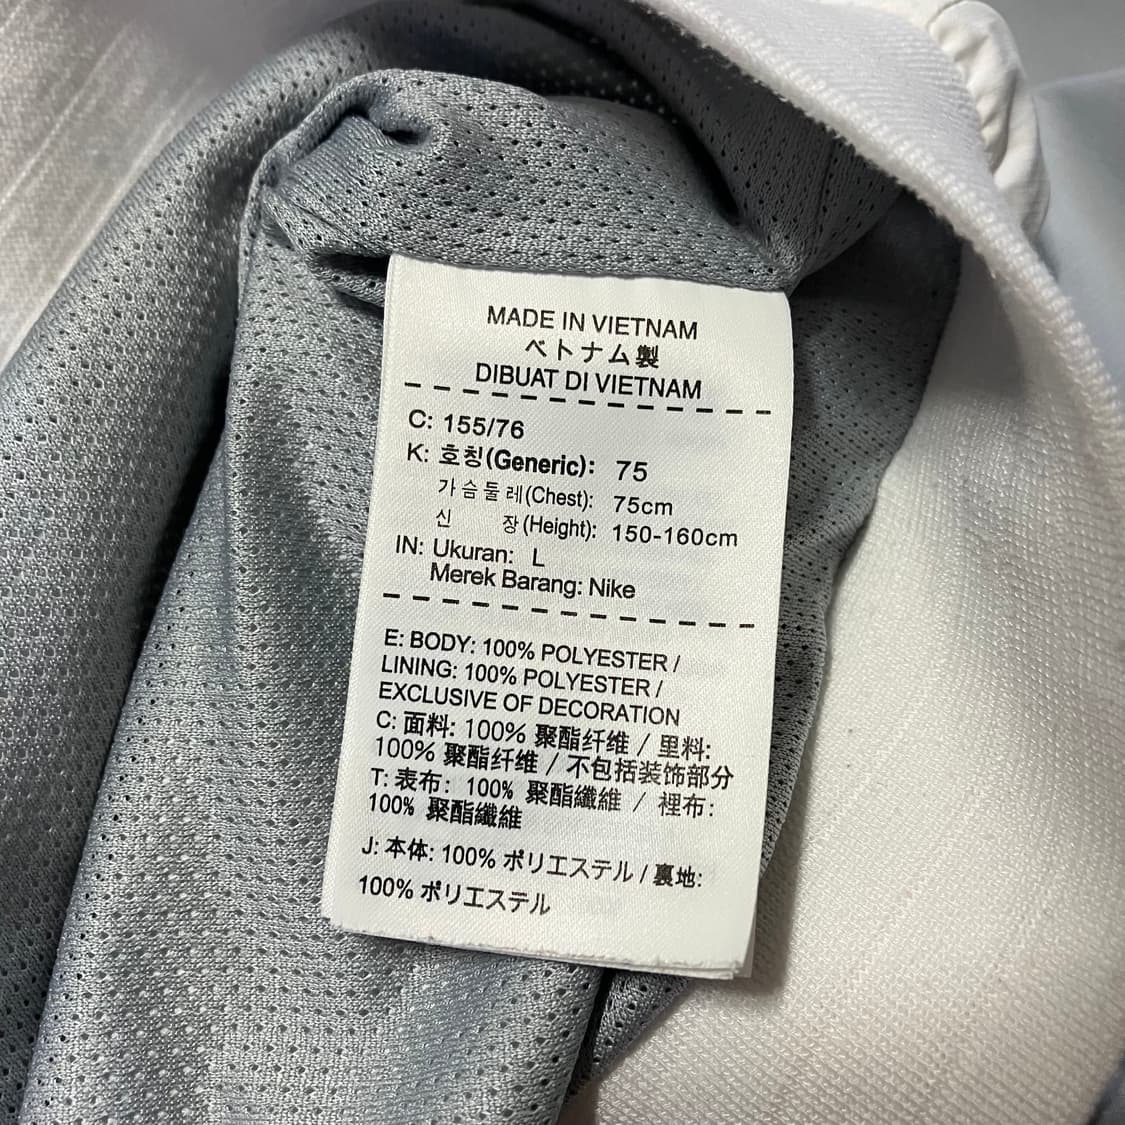 MADE IN VIETNAM
ベトナム製
DIBUAT DI VIETNAM
C: 155/76
K: 호칭(Generic): 75
가슴둘레(Chest): 75cm
신 장(Height): 150-160cm
IN: Ukuran: L
Merek Barang: Nike
E: BODY: 100% POLYESTER /
LINING: 100% POLYESTER /
EXCLUSIVE OF DECORATION
C: 面料: 100% 聚酯纤维 / 里料:
100% 聚酯纤维 / 不包括装饰部分
T: 表布: 100% 聚酯纖維 / 裡布:
100% 聚酯纖維
J: 本体: 100% ポリエステル / 裏地:
100% ポリエステル